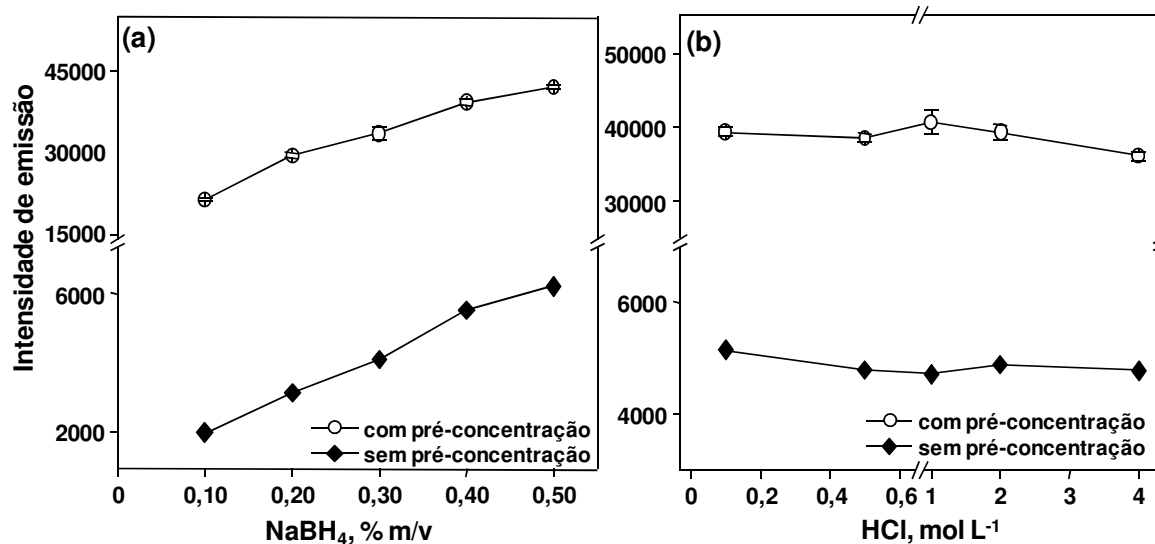 Intensidade de emissão
(a)
45000
30000
15000
6000
2000
com pré-concentração
sem pré-concentração
0 0,10 0,20 0,30 0,40 0,50
NaBH4, % m/v
(b)
50000
40000
30000
6000
4000
com pré-concentração
sem pré-concentração
0 0,2 0,4 0,6 1 2 3 4
HCl, mol L-1